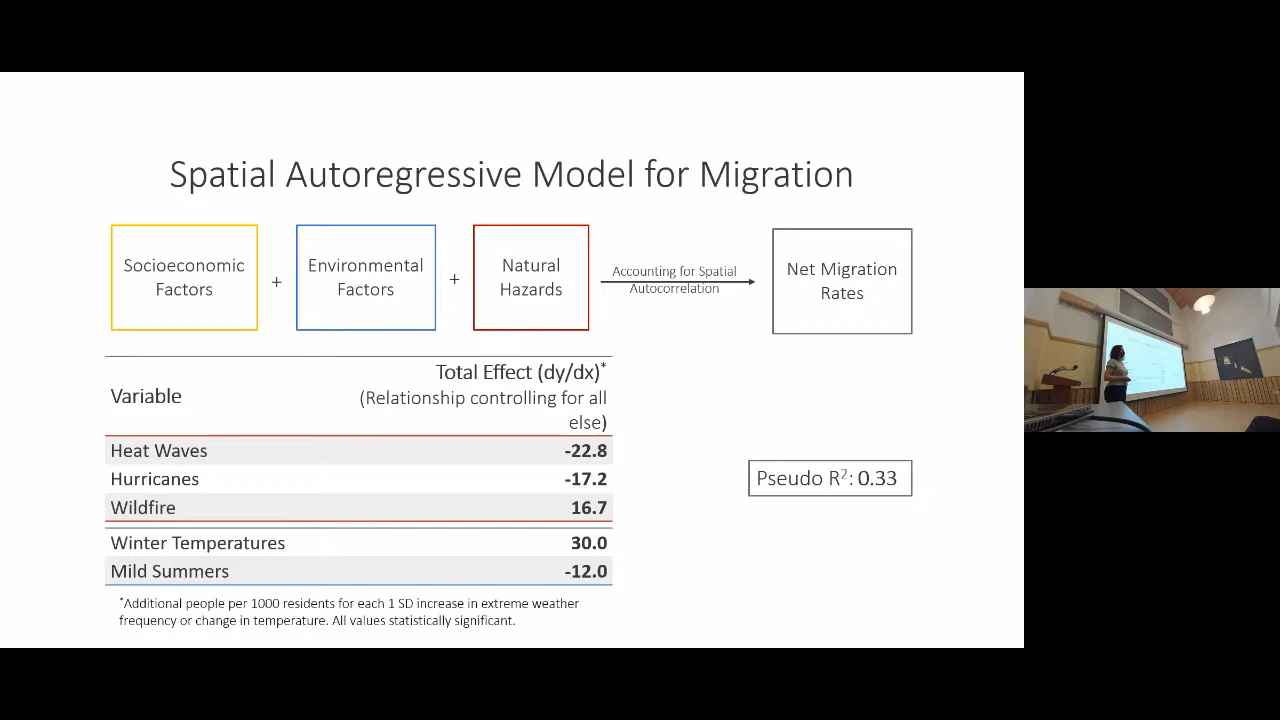 Spatial Autoregressive Model for Migration
Socioeconomic
Factors
+
Environmental
Factors
+
Natural
Hazards
Accounting for Spatial
Autocorrelation
Net Migration
Rates
Variable
Total Effect (dy/dx)*
(Relationship controlling for all
else)
Heat Waves -22.8
Hurricanes -17.2
Wildfire 16.7
Winter Temperatures 30.0
Mild Summers -12.0
*Additional people per 1000 residents for each 1 SD increase in extreme weather
frequency or change in temperature. All values statistically significant.
Pseudo R²: 0.33